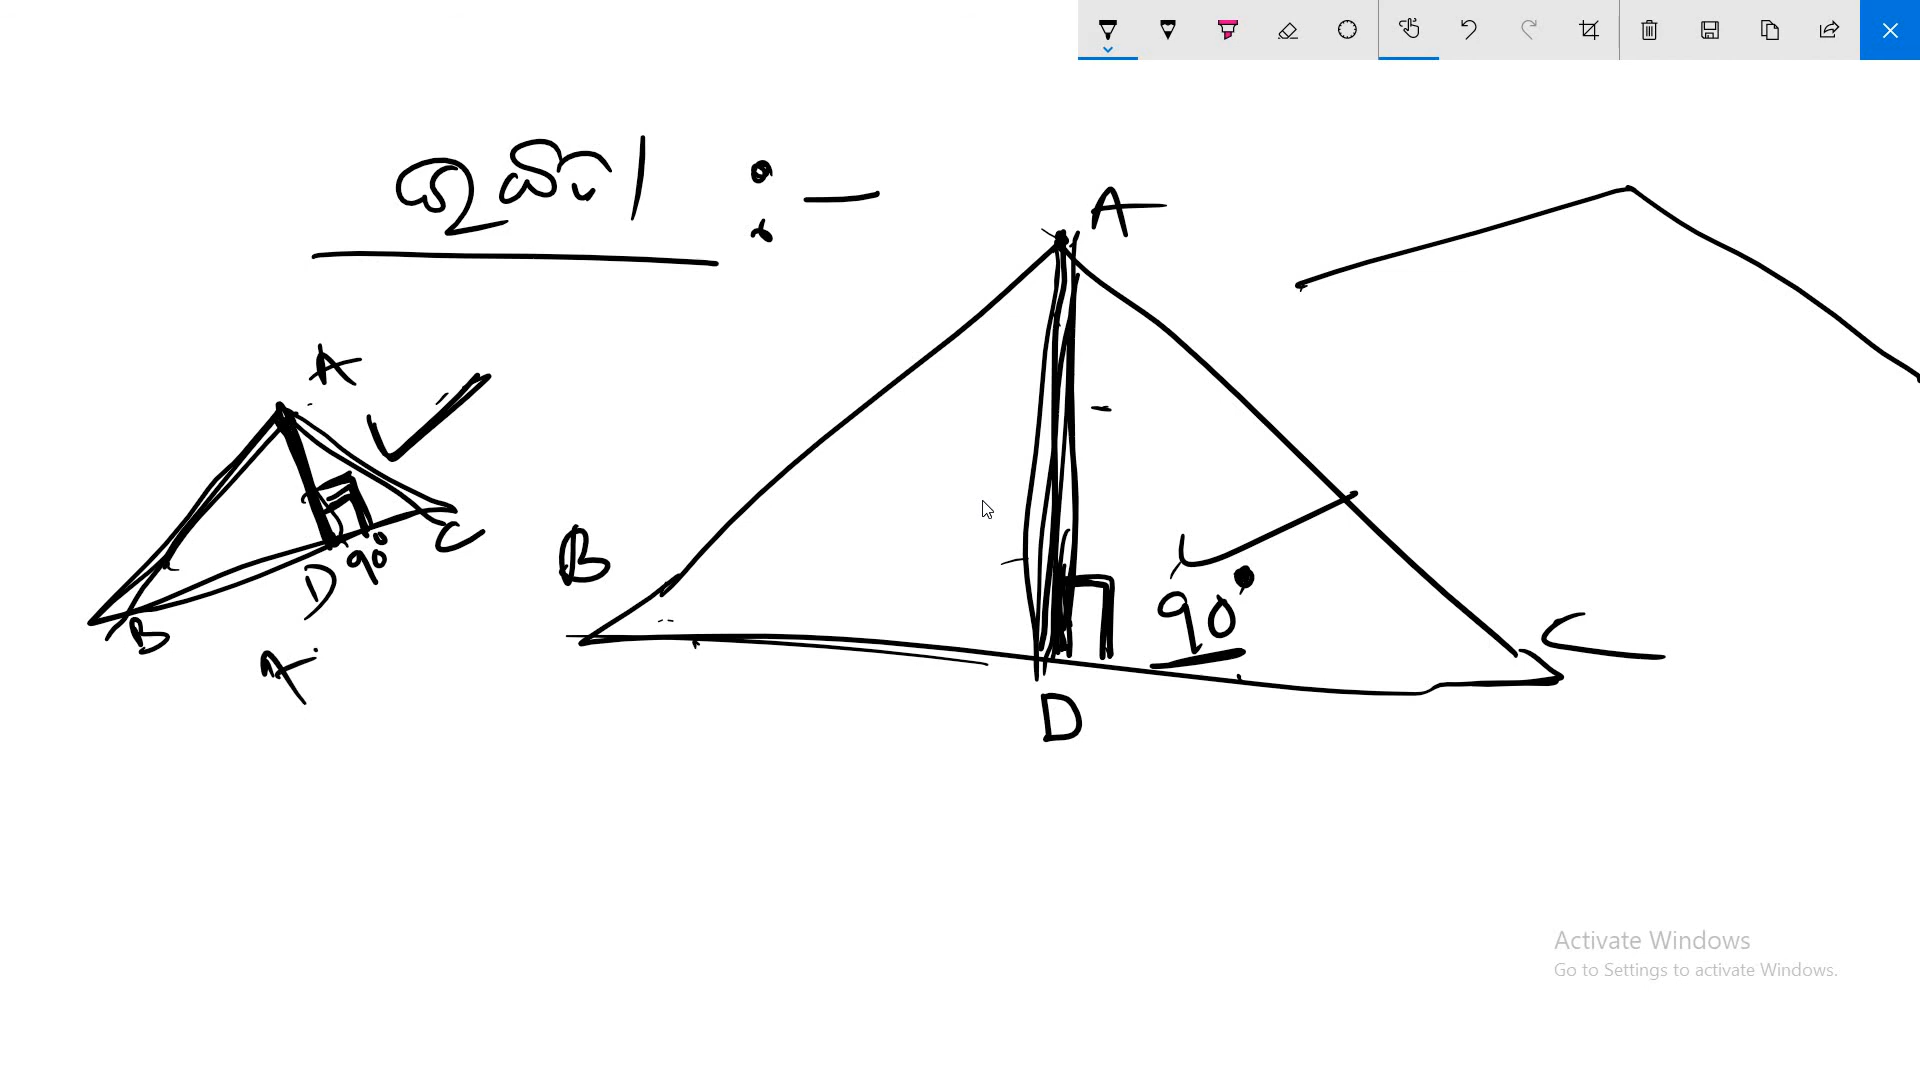 :-
A
A
B
C
90°
D
B
A
90°
C
D
Activate Windows
Go to Settings to activate Windows.